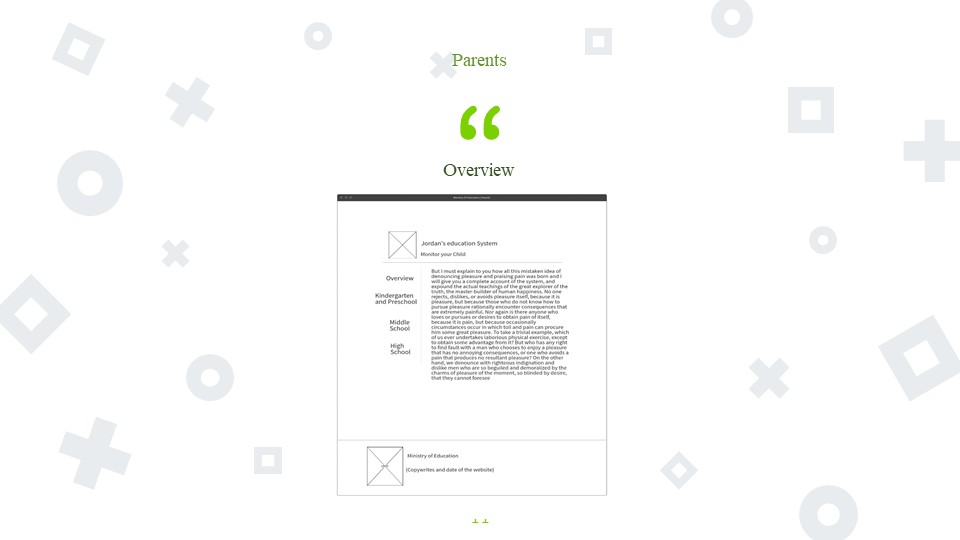 Parents
“
Overview
Jordan's education System
Monitor your Child
Overview
Kindergarten
and Preschool
Middle
School
High
School
But I must explain to you how all this mistaken idea of
denouncing pleasure and praising pain was born and I
will give you a complete account of the system, and
expound the actual teachings of the great explorer of the
truth, the master-builder of human happiness. No one
rejects, dislikes, or avoids pleasure itself, because it is
pleasure, but because those who do not know how to
pursue pleasure rationally encounter consequences that
are extremely painful. Nor again is there anyone who
loves or pursues or desires to obtain pain of itself,
because it is pain, but because occasionally
circumstances occur in which toil and pain can procure
him some great pleasure. To take a trivial example, which
of us ever undertakes laborious physical exercise, except
to obtain some advantage from it? But who has any right
to find fault with a man who chooses to enjoy a pleasure
that has no annoying consequences, or one who avoids a
pain that produces no resultant pleasure? On the other
hand, we denounce with righteous indignation and
dislike men who are so beguiled and demoralized by the
charms of pleasure of the moment, so blinded by desire,
that they cannot foresee
Ministry of Education
(Copywrites and date of the website)